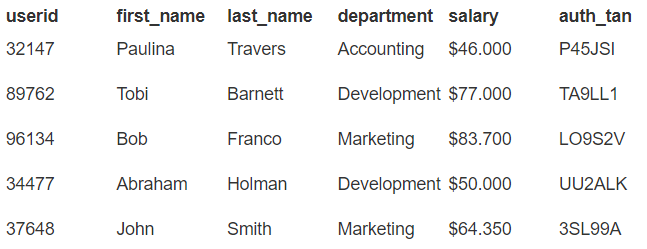 userid first_name last_name department salary auth_tan
32147 Paulina Travers Accounting $46.000 P45JSI
89762 Tobi Barnett Development $77.000 TA9LL1
96134 Bob Franco Marketing $83.700 LO9S2V
34477 Abraham Holman Development $50.000 UU2ALK
37648 John Smith Marketing $64.350 3SL99A